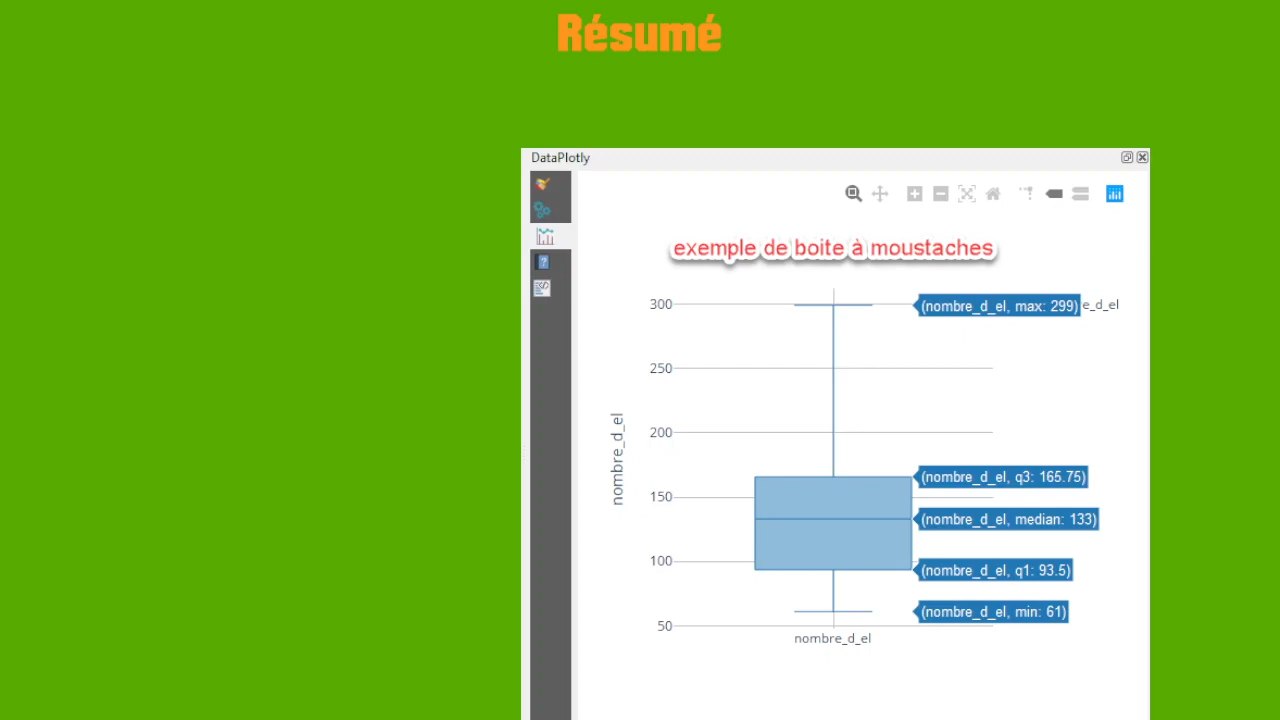 Résumé
DataPlotly
exemple de boite à moustaches
300
(nombre_d_el, max: 299)
e_d_el
250
200
nombre_d_el
(nombre_d_el, q3: 165.75)
150
(nombre_d_el, median: 133)
100
(nombre_d_el, q1: 93.5)
(nombre_d_el, min: 61)
50
nombre_d_el